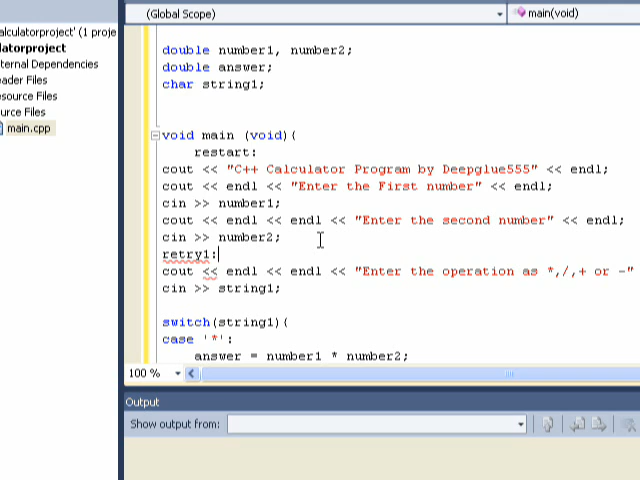 (Global Scope)
main(void)
alculatorproject' (1 proje
latorproject
ternal Dependencies
eader Files
esource Files
urce Files
main.cpp
double number1, number2;
double answer;
char string1;
void main (void){
restart:
cout << "C++ Calculator Program by Deepglue555" << endl;
cout << endl << "Enter the First number" << endl;
cin >> number1;
cout << endl << endl << "Enter the second number" << endl;
cin >> number2;
retry1:
cout << endl << endl << "Enter the operation as *,/,+ or -"
cin >> string1;
switch(string1){
case '*':
answer = number1 * number2;
100 %
Output
Show output from: